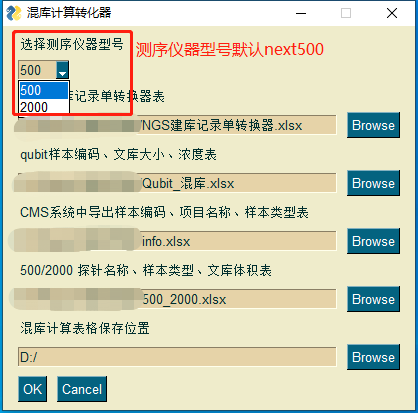 混库计算转化器
选择测序仪器型号
测序仪器型号默认next500
500
500
2000
库记录单转换器表
/NGS建库记录单转换器.xlsx
Browse
qubit样本编码、文库大小、浓度表
/Qubit_混库.xlsx
Browse
CMS系统中导出样本编码、项目名称、样本类型表
info.xlsx
Browse
500/2000 探针名称、样本类型、文库体积表
500_2000.xlsx
Browse
混库计算表格保存位置
D:/
Browse
OK
Cancel